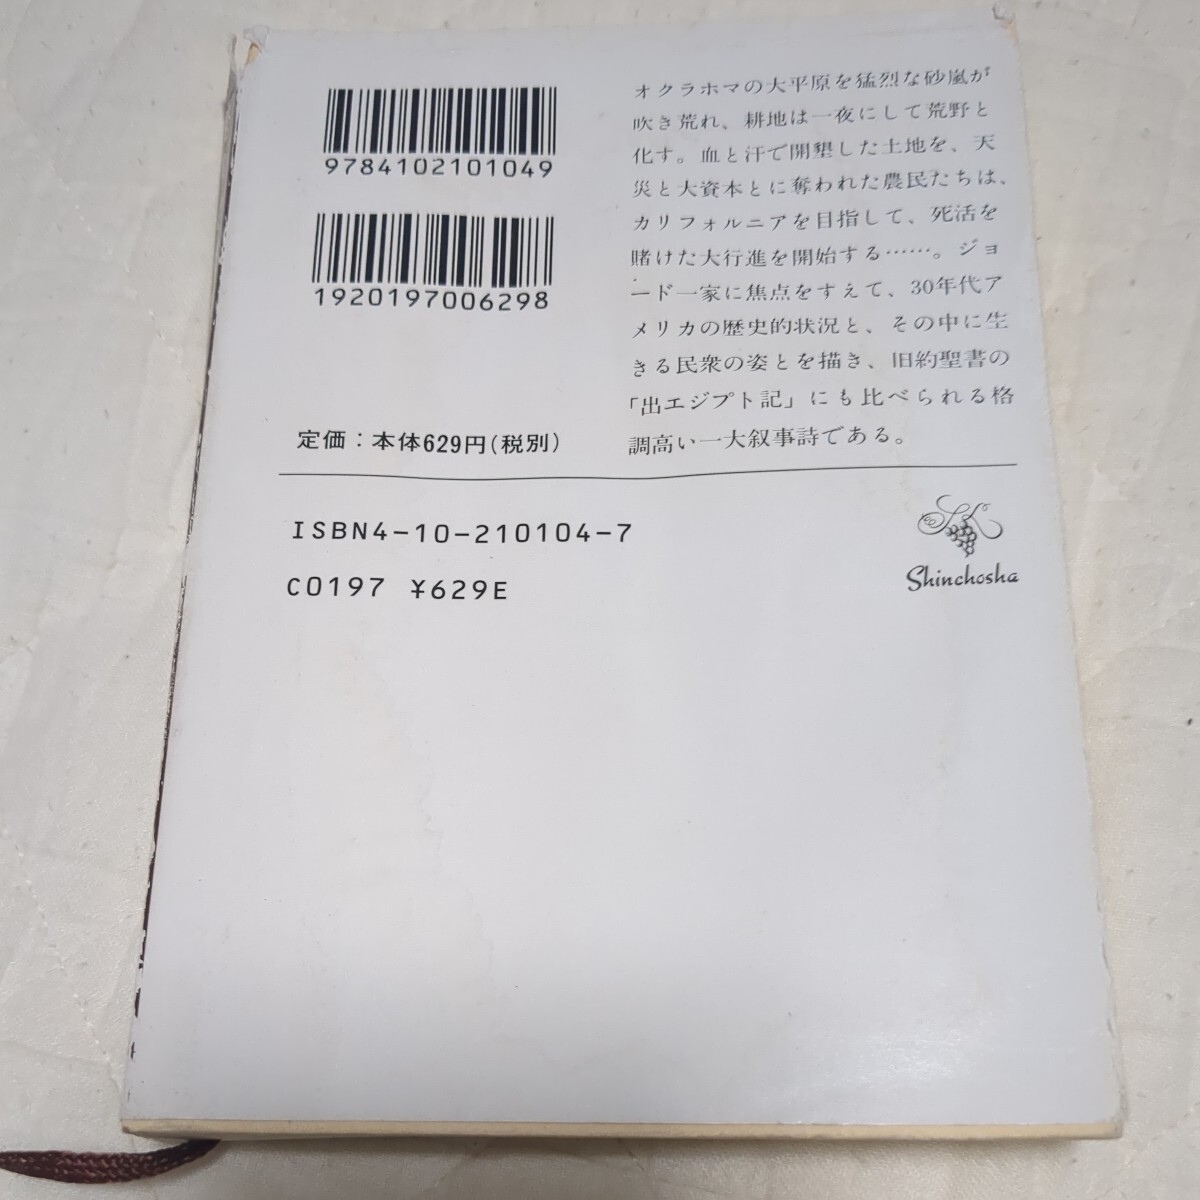 9784102101049
1920197006298
定価：本体629円(税別)
オクラホマの大平原を猛烈な砂嵐が
吹き荒れ、耕地は一夜にして荒野と
化す。血と汗で開墾した土地を、天
災と大資本とに奪われた農民たちは、
カリフォルニアを目指して、死活を
賭けた大行進を開始する……。ジョ
ード一家に焦点をすえて、30年代ア
メリカの歴史的状況と、その中に生
きる民衆の姿とを描き、旧約聖書の
「出エジプト記」にも比べられる格
調高い一大叙事詩である。
ISBN4-10-210104-7
C0197 ¥629E
Shinchosha